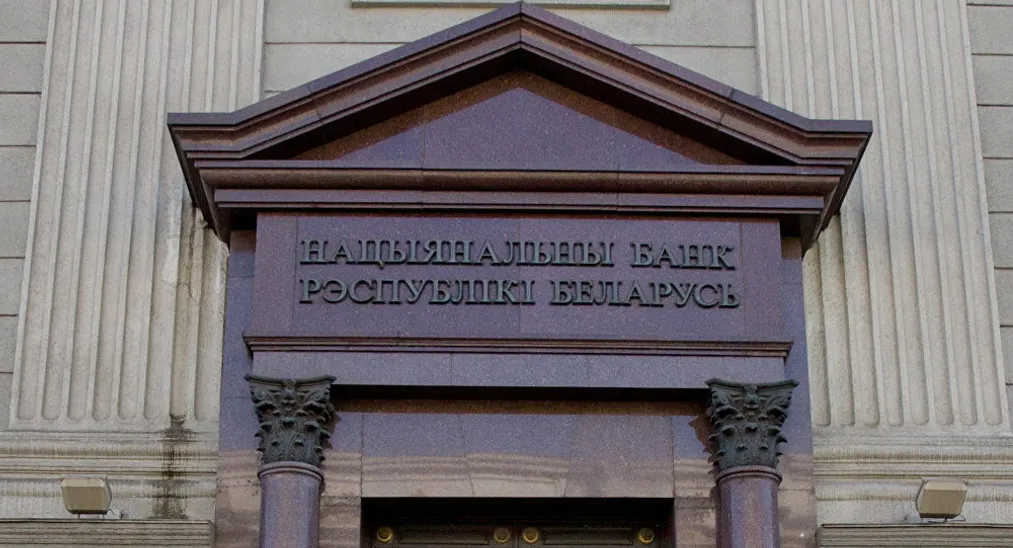 НАЦЫЯНАЛЬНЫ БАНК
РЭСПУБЛІКІ БЕЛАРУСЬ